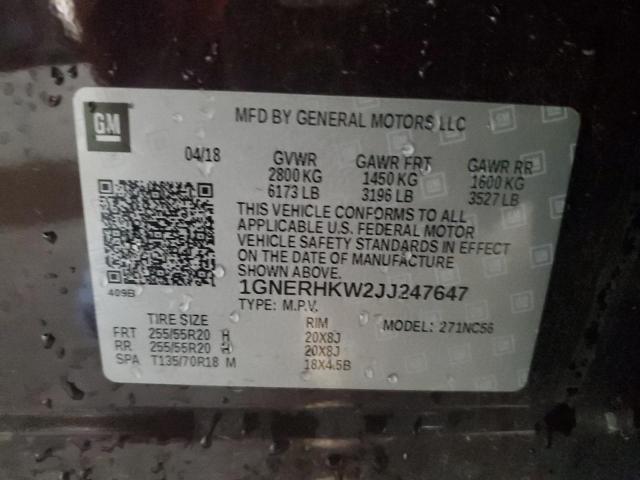 GM
MFD BY GENERAL MOTORS LLC
04/18 GVWR GAWR FRT GAWR RR
2800 KG 1450 KG 1600 KG
6173 LB 3196 LB 3527 LB
THIS VEHICLE CONFORMS TO ALL
APPLICABLE U.S. FEDERAL MOTOR
VEHICLE SAFETY STANDARDS IN EFFECT
ON THE DATE OF MANUFACTURE
SHOWN ABOVE.
409B
1GNERHKW2JJ247647
TYPE: M.P.V. MODEL: 271NC56
TIRE SIZE RIM
FRT 255/55R20 H 20X8J
RR 255/55R20 H 20X8J
SPA T135/70R18 M 18X4.5B